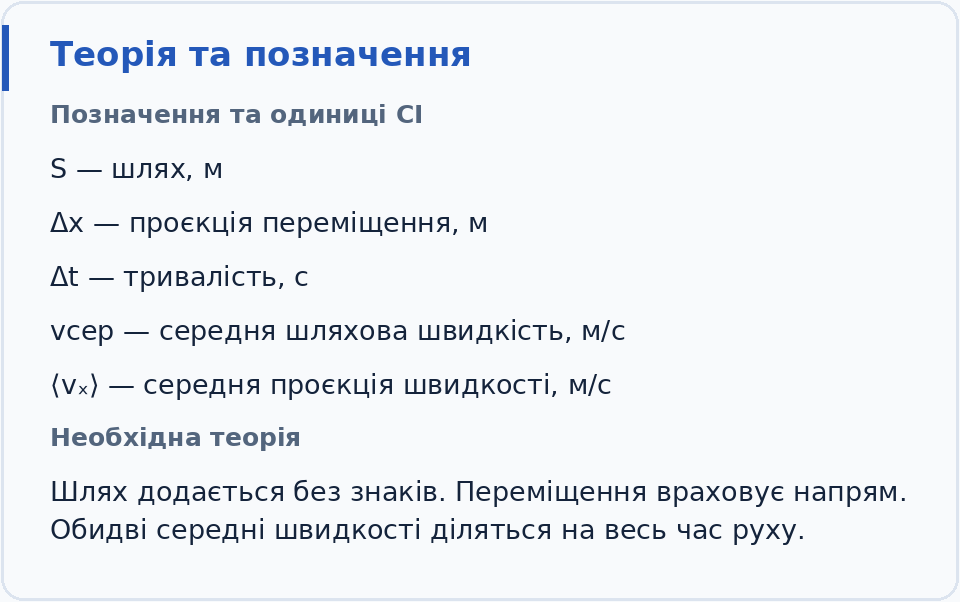 Теорія та позначення
Позначення та одиниці СІ
S — шлях, м
Δx — проєкція переміщення, м
Δt — тривалість, с
vсер — середня шляхова швидкість, м/с
⟨vₓ⟩ — середня проєкція швидкості, м/с
Необхідна теорія
Шлях додається без знаків. Переміщення враховує напрям.
Обидві середні швидкості діляться на весь час руху.